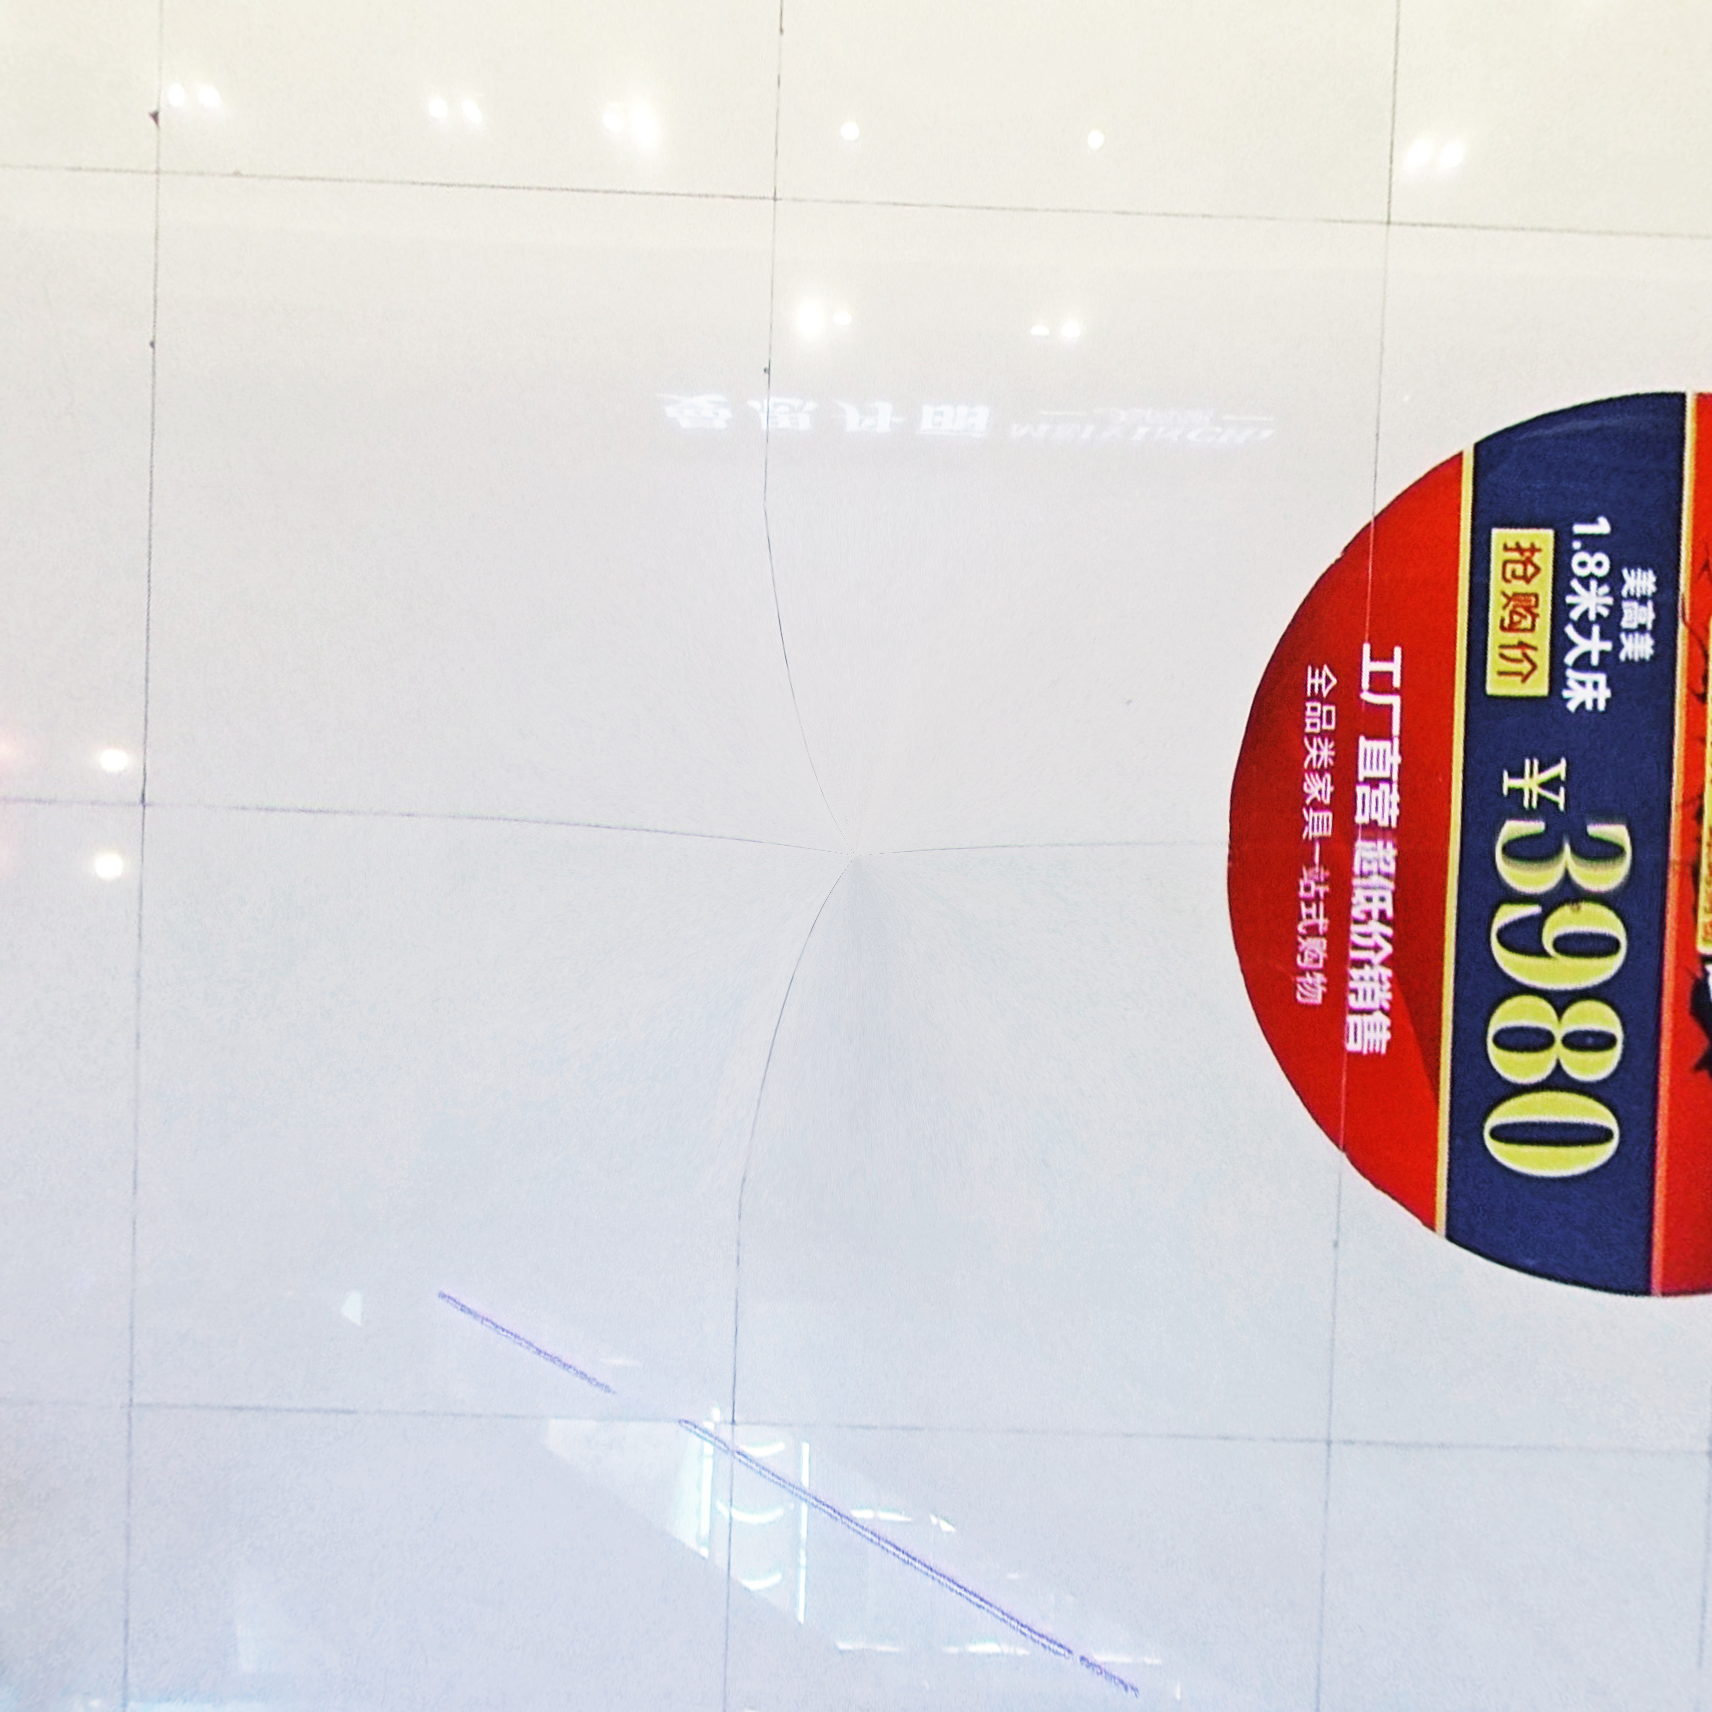 美高美
1.8米大床
抢购价
¥3980
工厂直营 超低价销售
全品类家具一站式购物